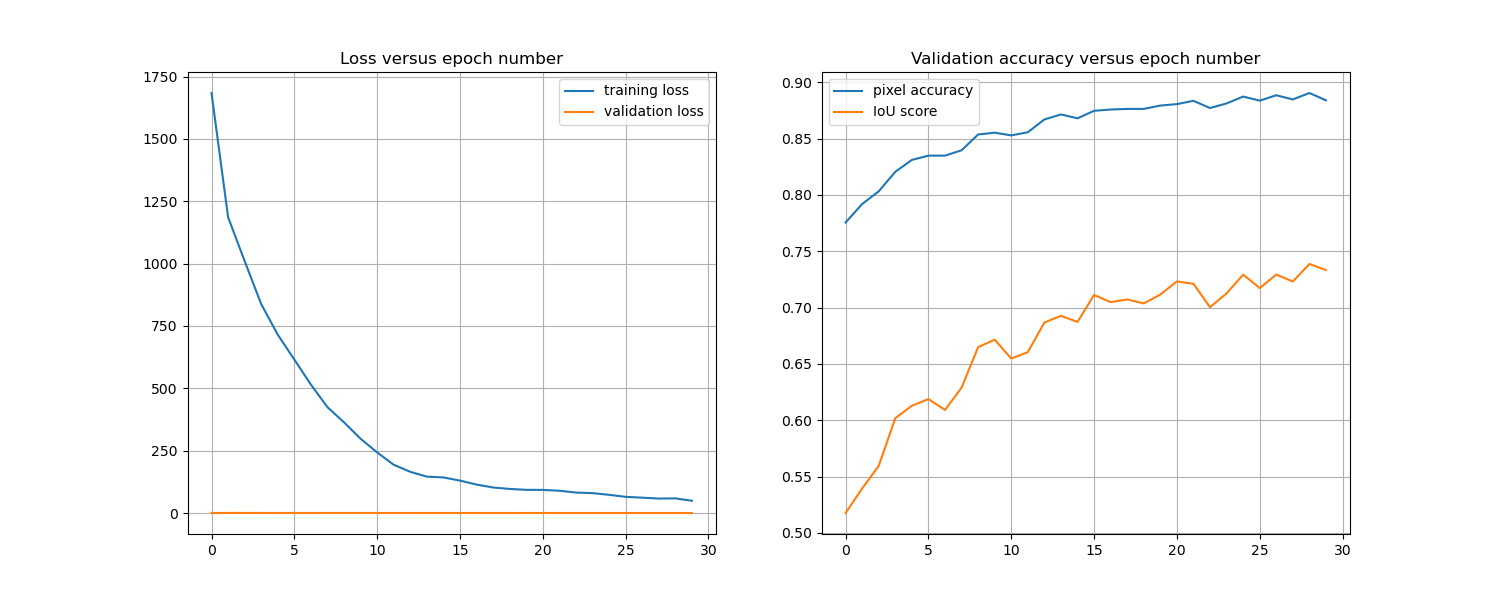 Loss versus epoch number
1750
1500
1250
1000
750
500
250
0
0 5 10 15 20 25 30
training loss
validation loss
Validation accuracy versus epoch number
0.90
0.85
0.80
0.75
0.70
0.65
0.60
0.55
0.50
0 5 10 15 20 25 30
pixel accuracy
IoU score